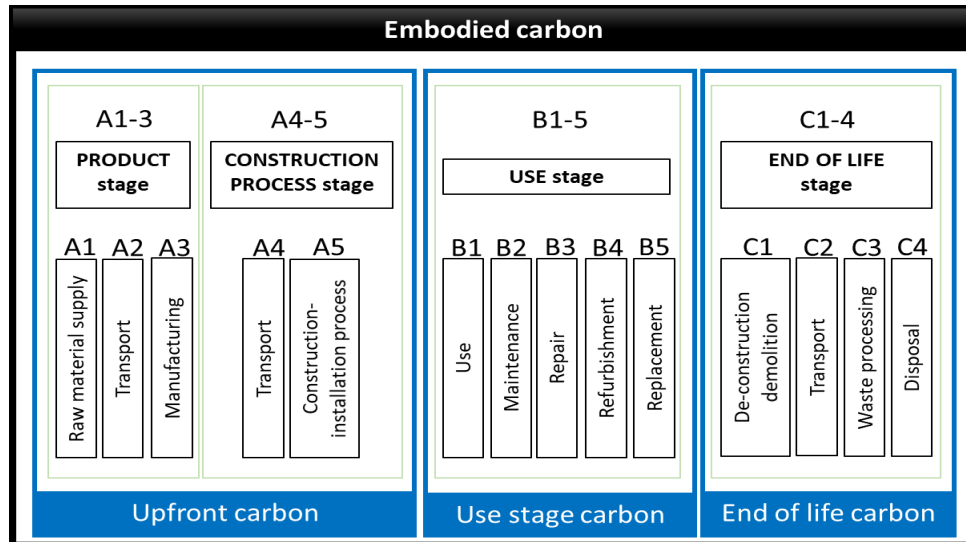 Embodied carbon
A1-3
PRODUCT
stage
A4-5
CONSTRUCTION
PROCESS stage
B1-5
USE stage
C1-4
END OF LIFE
stage
A1
A2
A3
A4
A5
B1
B2
B3
B4
B5
C1
C2
C3
C4
Raw material supply
Transport
Manufacturing
Transport
Construction-
installation process
Use
Maintenance
Repair
Refurbishment
Replacement
De-construction
demolition
Transport
Waste processing
Disposal
Upfront carbon
Use stage carbon
End of life carbon